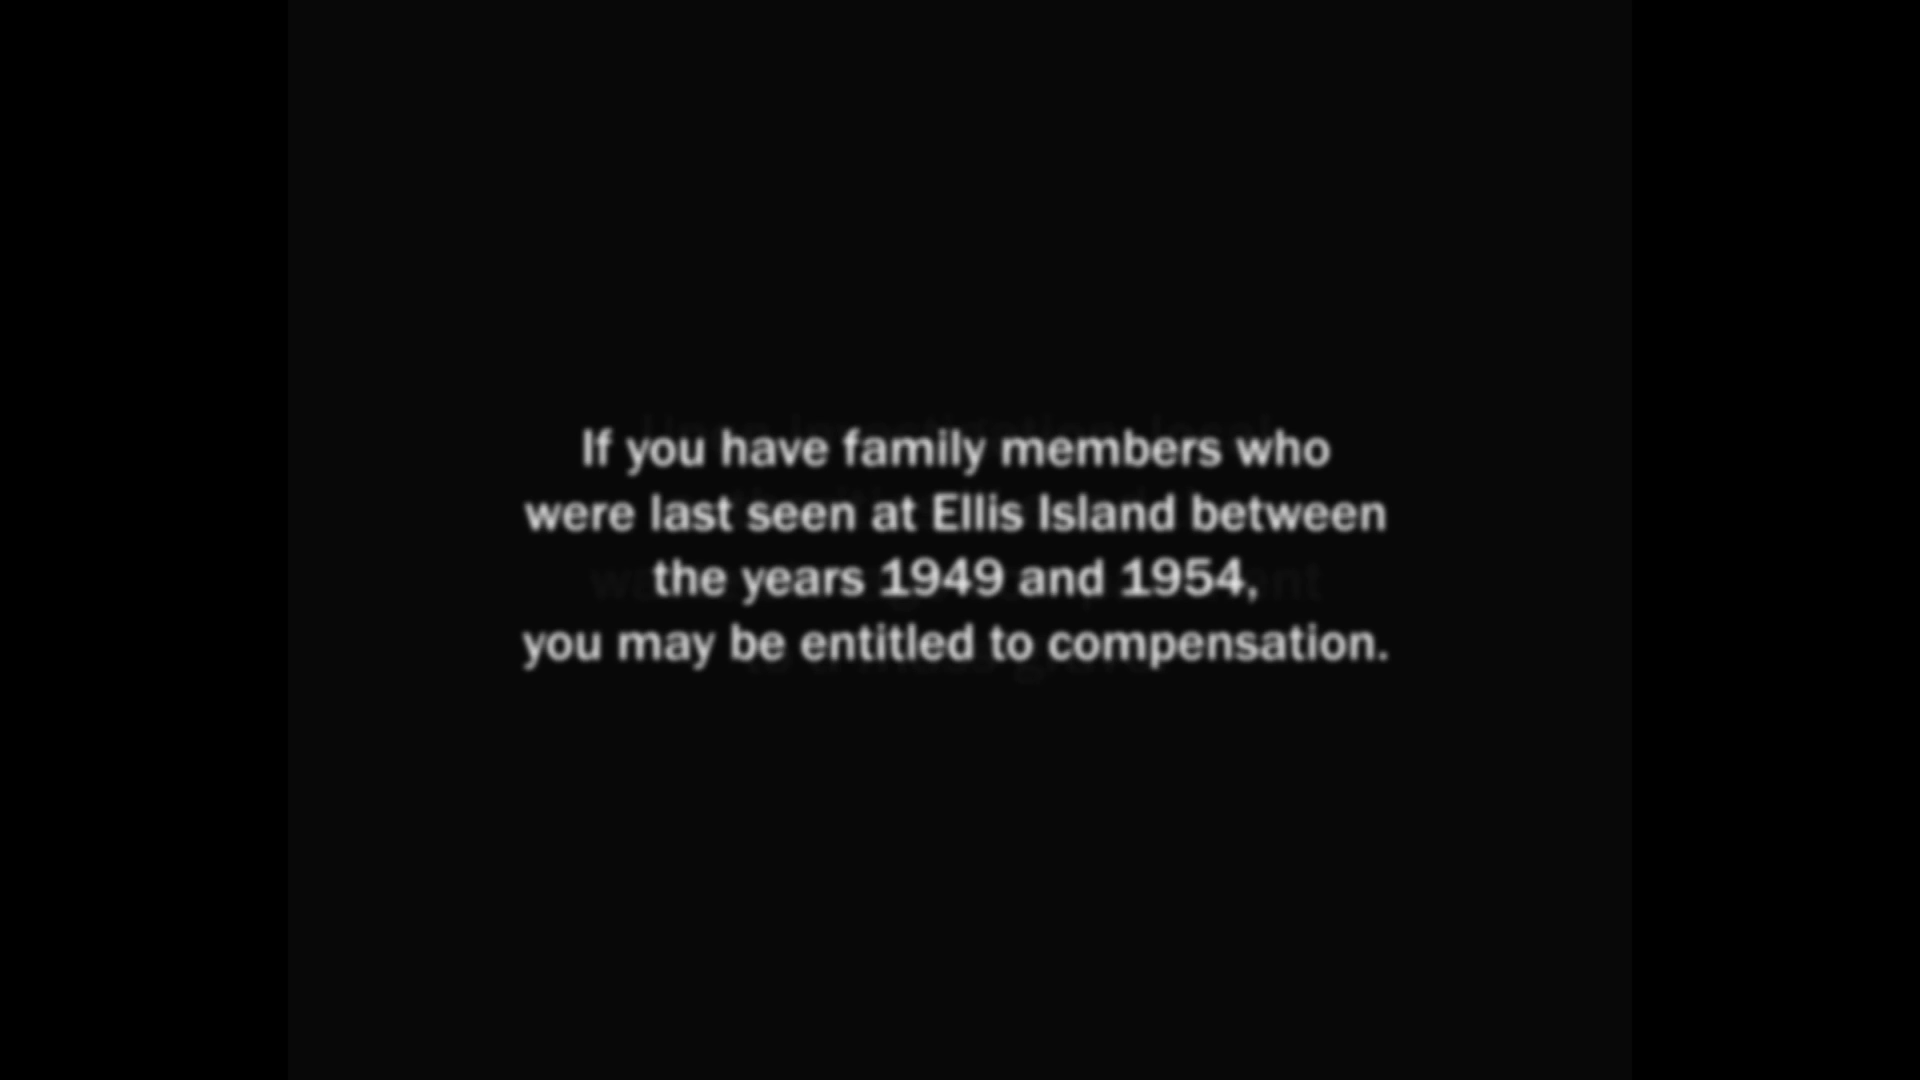 If you have family members who
were last seen at Ellis Island between
the years 1949 and 1954,
you may be entitled to compensation.